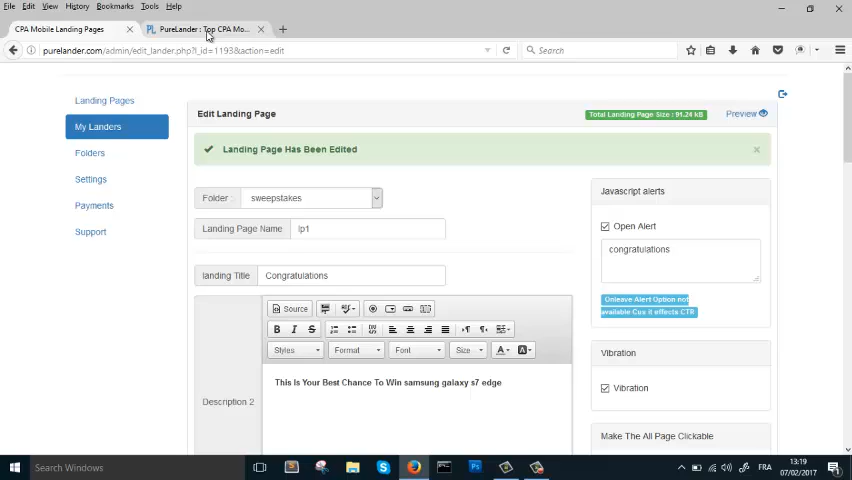 File Edit View History Bookmarks Tools Help
CPA Mobile Landing Pages
PureLander : Top CPA Mo...
purelander.com/admin/edit_lander.php?l_id=1193&action=edit
Search
Landing Pages
My Landers
Folders
Settings
Payments
Support
Edit Landing Page
Total Landing Page Size : 91.24 kB
Preview
Landing Page Has Been Edited
Folder :
sweepstakes
Landing Page Name
lp1
landing Title
Congratulations
Source
Styles
Format
Font
Size
Description 2
This Is Your Best Chance To Win samsung galaxy s7 edge
Javascript alerts
Open Alert
congratulations
Onleave Alert Option not
available Cus it effects CTR
Vibration
Vibration
Make The All Page Clickable
Search Windows
FRA
13:19
07/02/2017